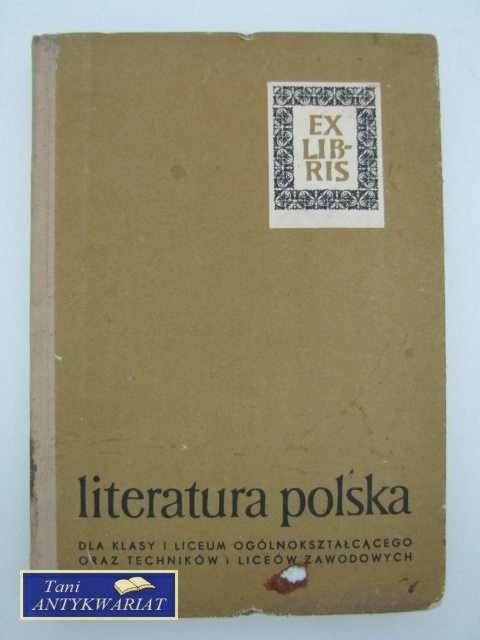 EX
LIB-
RIS
literatura polska
DLA KLASY I LICEUM OGÓLNOKSZTAŁCĄCEGO
ORAZ TECHNIKÓW I LICEÓW ZAWODOWYCH
Tani
ANTYKWARIAT